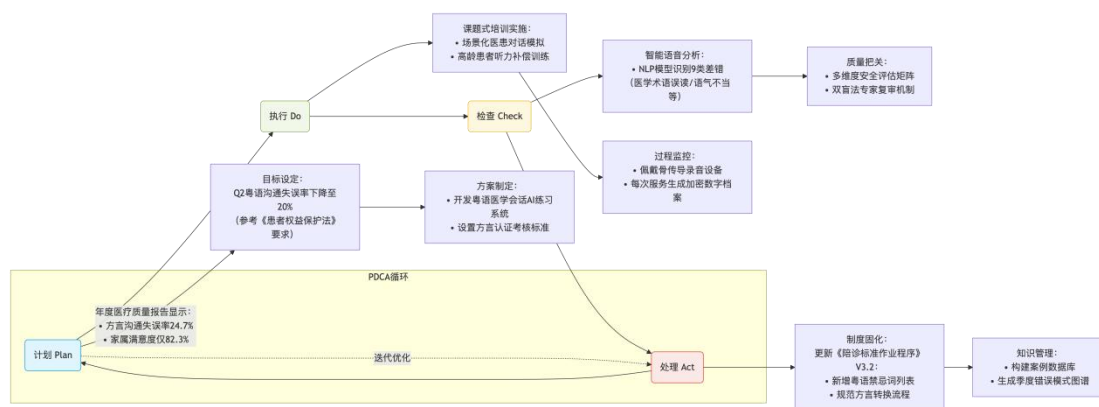 课题式培训实施：
• 场景化医患对话模拟
• 高龄患者听力补偿训练
智能语音分析：
• NLP模型识别9类差错
（医学术语误读/语气不当
等）
质量把关：
• 多维度安全评估矩阵
• 双盲法专家复审机制
执行 Do
检查 Check
目标设定：
Q2粤语沟通失误率下降至
20%
（参考《患者权益保护法》
要求）
方案制定：
• 开发粤语医学会话AI练习
系统
• 设置方言认证考核标准
过程监控：
• 佩戴骨传导录音设备
• 每次服务生成加密数字档
案
PDCA循环
年度医疗质量报告显示：
• 方言沟通失误率24.7%
• 家属满意度仅82.3%
计划 Plan
迭代优化
处理 Act
制度固化：
更新《陪诊标准作业程序》
V3.2：
• 新增粤语禁忌词列表
• 规范方言转换流程
知识管理：
• 构建案例数据库
• 生成季度错误模式图谱